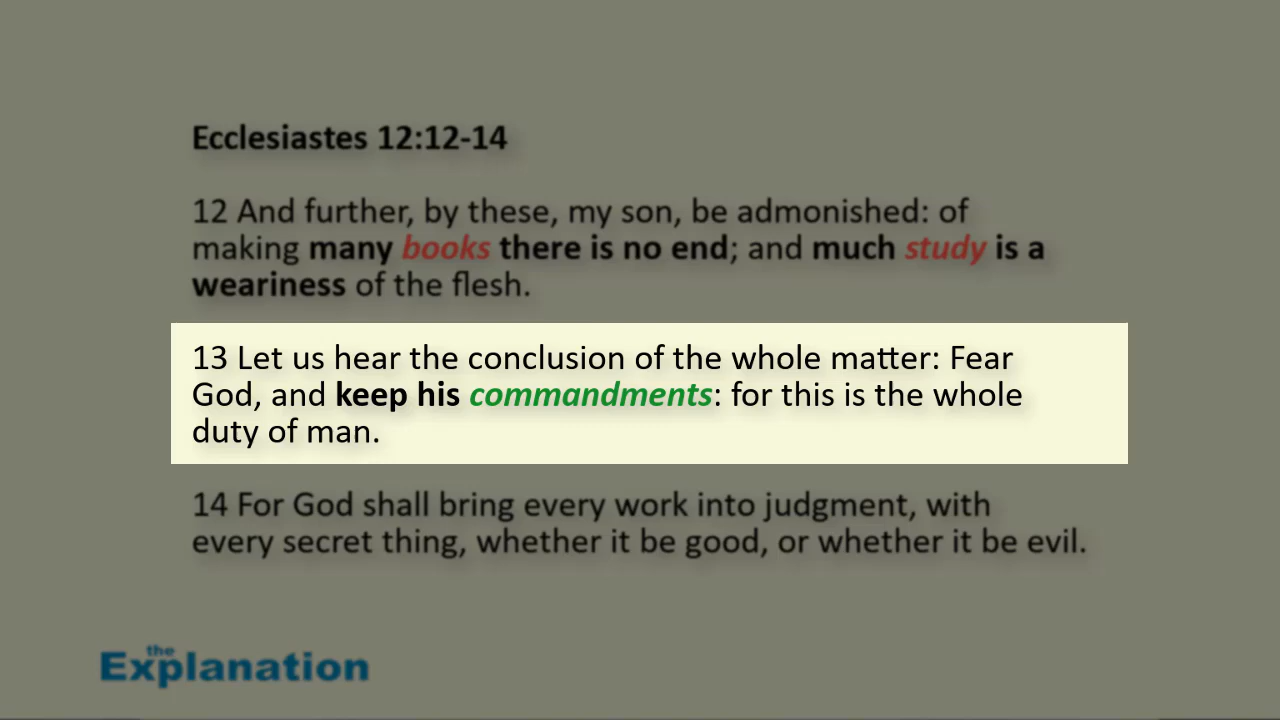 Ecclesiastes 12:12-14
12 And further, by these, my son, be admonished: of
making many books there is no end; and much study is a
weariness of the flesh.
13 Let us hear the conclusion of the whole matter: Fear
God, and keep his commandments: for this is the whole
duty of man.
14 For God shall bring every work into judgment, with
every secret thing, whether it be good, or whether it be evil.
the
Explanation